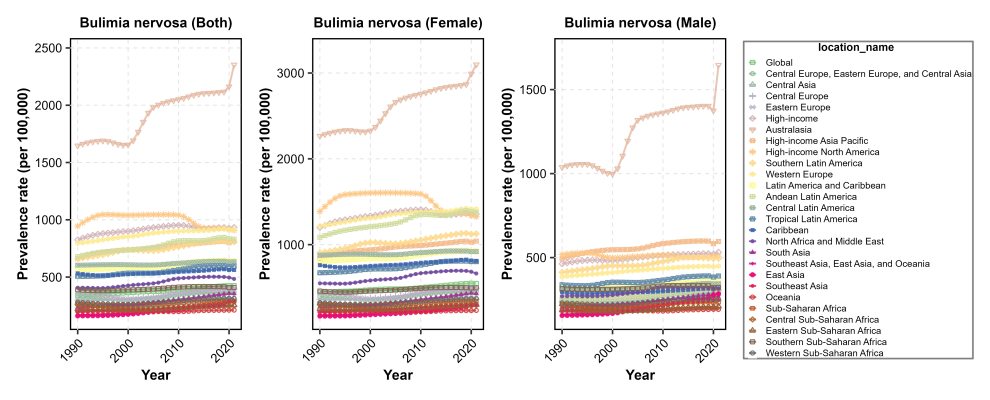 Bulimia nervosa (Both)
Prevalence rate (per 100,000)
2500
2000
1500
1000
500
1990
2000
2010
2020
Year
Bulimia nervosa (Female)
Prevalence rate (per 100,000)
3000
2000
1000
1990
2000
2010
2020
Year
Bulimia nervosa (Male)
Prevalence rate (per 100,000)
1500
1000
500
1990
2000
2010
2020
Year
location_name
Global
Central Europe, Eastern Europe, and Central Asia
Central Asia
Central Europe
Eastern Europe
High-income
Australasia
High-income Asia Pacific
High-income North America
Southern Latin America
Western Europe
Latin America and Caribbean
Andean Latin America
Central Latin America
Tropical Latin America
Caribbean
North Africa and Middle East
South Asia
Southeast Asia, East Asia, and Oceania
East Asia
Southeast Asia
Oceania
Sub-Saharan Africa
Central Sub-Saharan Africa
Eastern Sub-Saharan Africa
Southern Sub-Saharan Africa
Western Sub-Saharan Africa